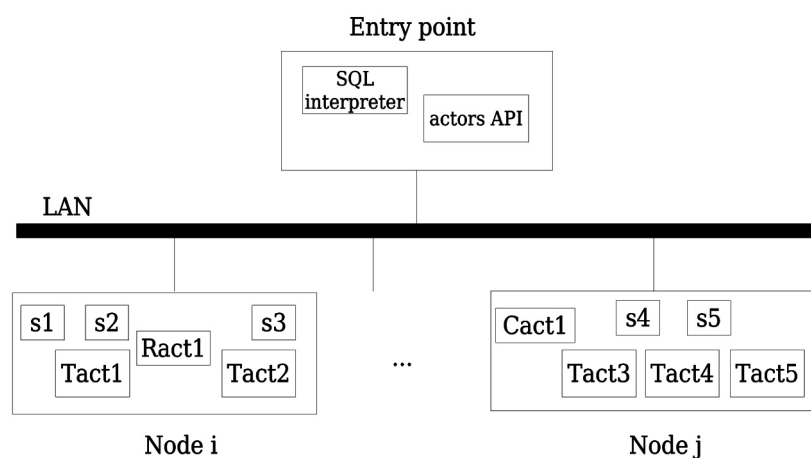 Entry point
SQL
interpreter
actors API
LAN
s1
s2
s3
Ract1
Tact1
Tact2
...
Cact1
s4
s5
Tact3
Tact4
Tact5
Node i
Node j